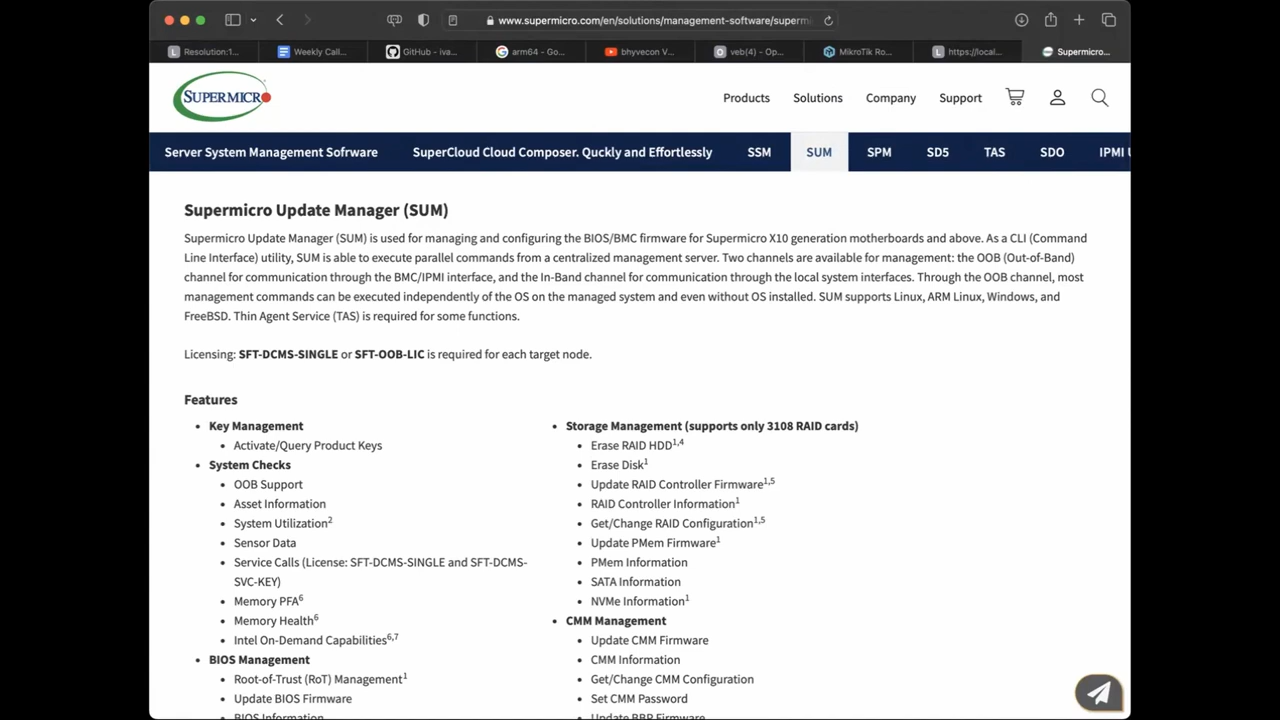 www.supermicro.com/en/solutions/management-software/superm
Resolution:1...
Weekly Call...
GitHub - iva...
arm64 - Go...
bhyvecon V...
veb(4) - Op...
MikroTik Ro...
https://local...
Supermicro...
SUPERMICR
Products
Solutions
Company
Support
Server System Management Sofrware
SuperCloud Cloud Composer. Quckly and Effortlessly
SSM
SUM
SPM
SD5
TAS
SDO
IPMI U
Supermicro Update Manager (SUM)
Supermicro Update Manager (SUM) is used for managing and configuring the BIOS/BMC firmware for Supermicro X10 generation motherboards and above. As a CLI (Command
Line Interface) utility, SUM is able to execute parallel commands from a centralized management server. Two channels are available for management: the OOB (Out-of-Band)
channel for communication through the BMC/IPMI interface, and the In-Band channel for communication through the local system interfaces. Through the OOB channel, most
management commands can be executed independently of the OS on the managed system and even without OS installed. SUM supports Linux, ARM Linux, Windows, and
FreeBSD. Thin Agent Service (TAS) is required for some functions.
Licensing: SFT-DCMS-SINGLE or SFT-OOB-LIC is required for each target node.
Features
• Key Management
• Activate/Query Product Keys
• System Checks
• OOB Support
• Asset Information
• System Utilization2
• Sensor Data
• Service Calls (License: SFT-DCMS-SINGLE and SFT-DCMS-
SVC-KEY)
• Memory PFA6
• Memory Health6
• Intel On-Demand Capabilities6,7
• BIOS Management
• Root-of-Trust (RoT) Management1
• Update BIOS Firmware
• BIOS Information
• Storage Management (supports only 3108 RAID cards)
• Erase RAID HDD1,4
• Erase Disk1
• Update RAID Controller Firmware1,5
• RAID Controller Information1
• Get/Change RAID Configuration1,5
• Update PMem Firmware1
• PMem Information
• SATA Information
• NVMe Information1
• CMM Management
• Update CMM Firmware
• CMM Information
• Get/Change CMM Configuration
• Set CMM Password
• Update BBP Firmware